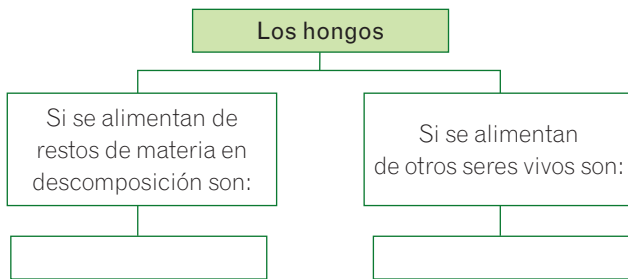 Los hongos
Si se alimentan de
restos de materia en
descomposición son:
Si se alimentan
de otros seres vivos son: